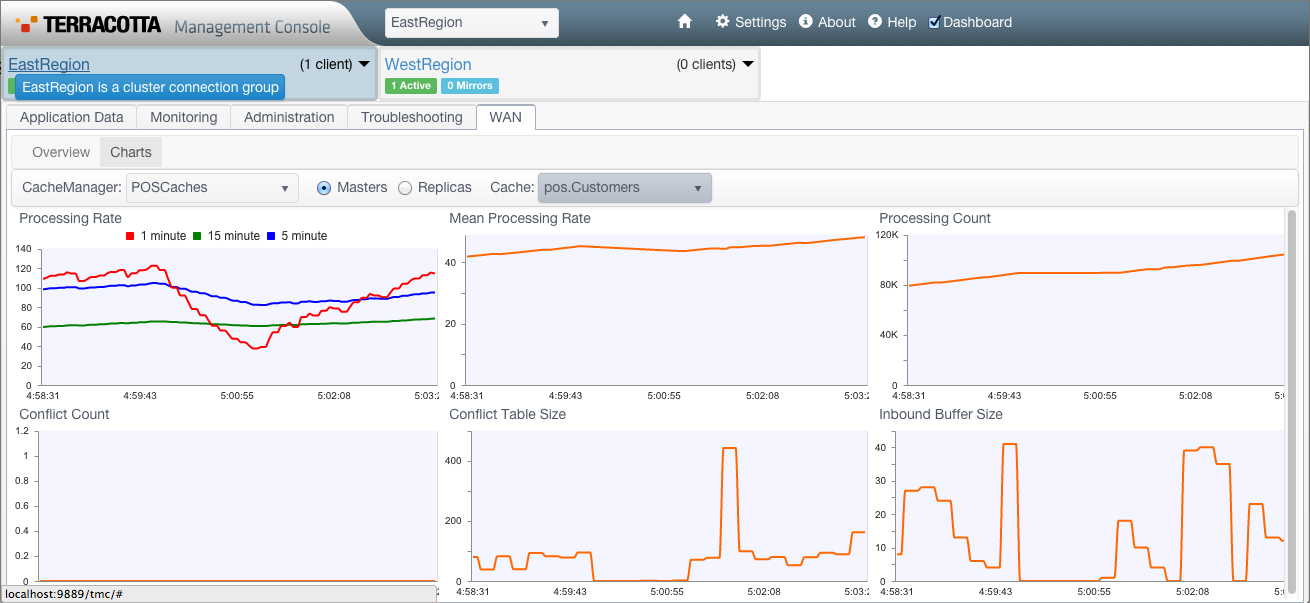 TERRACOTTA Management Console
EastRegion
Settings
About
Help
Dashboard
EastRegion
(1 client)
EastRegion is a cluster connection group
WestRegion
(0 clients)
1 Active
0 Mirrors
Application Data
Monitoring
Administration
Troubleshooting
WAN
Overview
Charts
CacheManager:
POSCaches
Masters
Replicas
Cache:
pos.Customers
Processing Rate
1 minute
15 minute
5 minute
140
120
100
80
60
40
20
0
4:58:31
4:59:43
5:00:55
5:02:08
5:03:2
Mean Processing Rate
40
20
0
4:58:31
4:59:43
5:00:55
5:02:08
5:03:2
Processing Count
120K
80K
40K
0
4:58:31
4:59:43
5:00:55
5:02:08
5:0
Conflict Count
1.2
1
0.8
0.6
0.4
0.2
0
Conflict Table Size
400
200
0
4:58:31
4:59:43
5:00:55
5:02:08
5:03:2
Inbound Buffer Size
40
30
20
10
0
4:58:31
4:59:43
5:00:55
5:02:08
5:0
localhost:9889/tmc/#